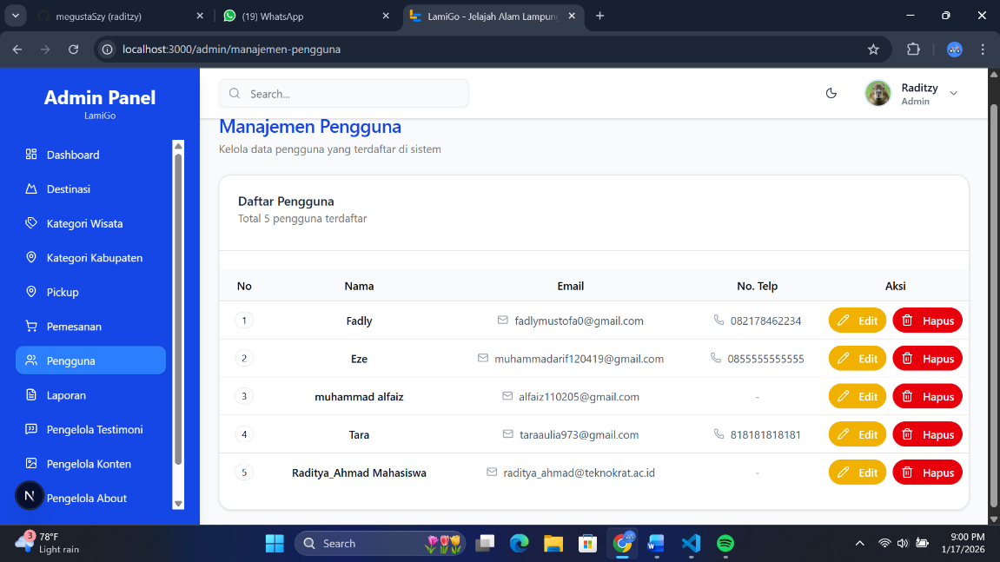 megustaSzy (raditzy)
(19) WhatsApp
LamiGo - Jelajah Alam Lampung
localhost:3000/admin/manajemen-pengguna
Admin Panel
LamiGo
Dashboard
Destinasi
Kategori Wisata
Kategori Kabupaten
Pickup
Pemesanan
Pengguna
Laporan
Pengelola Testimoni
Pengelola Konten
N
Pengelola About
Search...
Raditzy
Admin
Manajemen Pengguna
Kelola data pengguna yang terdaftar di sistem
Daftar Pengguna
Total 5 pengguna terdaftar
No Nama Email No. Telp Aksi
1 Fadly fadlymustofa0@gmail.com 082178462234 Edit Hapus
2 Eze muhammadarif120419@gmail.com 0855555555555 Edit Hapus
3 muhammad alfaiz alfaiz110205@gmail.com - Edit Hapus
4 Tara taraaulia973@gmail.com 818181818181 Edit Hapus
5 Raditya_Ahmad Mahasiswa raditya_ahmad@teknokrat.ac.id - Edit Hapus
3
78°F
Light rain
Search
9:00 PM
1/17/2026